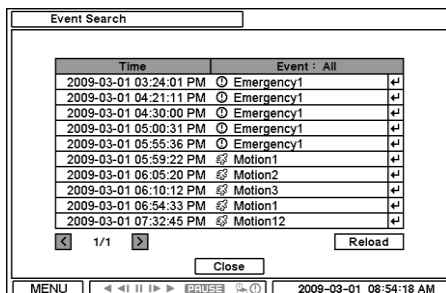 Event Search
Time Event : All
2009-03-01 03:24:01 PM Emergency1
2009-03-01 04:21:11 PM Emergency1
2009-03-01 04:30:00 PM Emergency1
2009-03-01 05:00:31 PM Emergency1
2009-03-01 05:55:36 PM Emergency1
2009-03-01 05:59:22 PM Motion1
2009-03-01 06:05:20 PM Motion2
2009-03-01 06:10:12 PM Motion3
2009-03-01 06:54:33 PM Motion1
2009-03-01 07:32:45 PM Motion12
< 1/1 > Reload
Close
MENU PAUSE 2009-03-01 08:54:18 AM